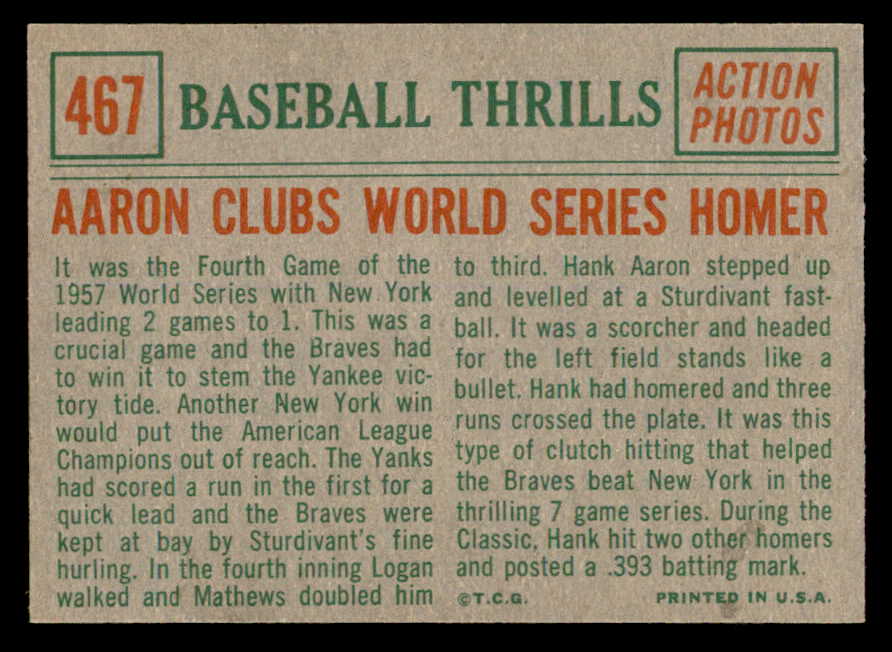 467
BASEBALL THRILLS
ACTION
PHOTOS
AARON CLUBS WORLD SERIES HOMER
It was the Fourth Game of the
1957 World Series with New York
leading 2 games to 1. This was a
crucial game and the Braves had
to win it to stem the Yankee vic-
tory tide. Another New York win
would put the American League
Champions out of reach. The Yanks
had scored a run in the first for a
quick lead and the Braves were
kept at bay by Sturdivant's fine
hurling. In the fourth inning Logan
walked and Mathews doubled him
to third. Hank Aaron stepped up
and levelled at a Sturdivant fast-
ball. It was a scorcher and headed
for the left field stands like a
bullet. Hank had homered and three
runs crossed the plate. It was this
type of clutch hitting that helped
the Braves beat New York in the
thrilling 7 game series. During the
Classic, Hank hit two other homers
and posted a .393 batting mark.
©T.C.G.
PRINTED IN U.S.A.